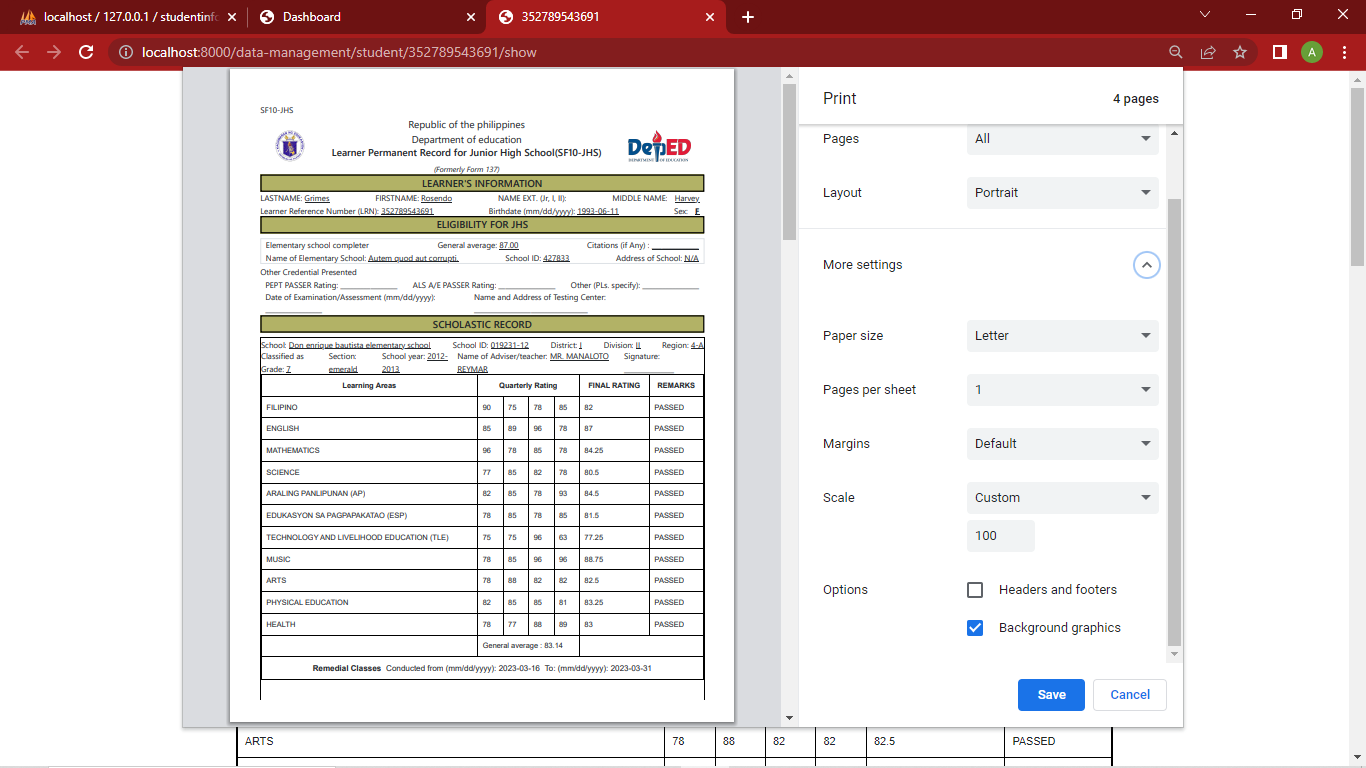 localhost / 127.0.0.1 / studentinfo
Dashboard
352789543691
localhost:8000/data-management/student/352789543691/show
A
SF10-JHS
Republic of the philippines
Department of education
Learner Permanent Record for Junior High School(SF10-JHS)
(Formerly Form 137)
DepED
DEPARTMENT OF EDUCATION
LEARNER'S INFORMATION
LASTNAME: Grimes FIRSTNAME: Rosendo NAME EXT. (Jr, I, II): MIDDLE NAME: Harvey
Learner Reference Number (LRN): 352789543691 Birthdate (mm/dd/yyyy): 1993-06-11 Sex: F
ELIGIBILITY FOR JHS
Elementary school completer General average: 87.00 Citations (if Any) : ___________
Name of Elementary School: Autem quod aut corrupti. School ID: 427833 Address of School: N/A
Other Credential Presented
PEPT PASSER Rating: _____________ ALS A/E PASSER Rating: _____________ Other (PLs. specify): _____________
Date of Examination/Assessment (mm/dd/yyyy): _____________ Name and Address of Testing Center: _____________
SCHOLASTIC RECORD
School: Don enrique bautista elementary school School ID: 019231-12 District: I Division: II Region: 4-A
Classified as Grade: 7 Section: emerald School year: 2012-2013 Name of Adviser/teacher: MR. MANALOTO REYMAR Signature: ___________
Learning Areas Quarterly Rating FINAL RATING REMARKS
FILIPINO 90 75 78 85 82 PASSED
ENGLISH 85 89 96 78 87 PASSED
MATHEMATICS 96 78 85 78 84.25 PASSED
SCIENCE 77 85 82 78 80.5 PASSED
ARALING PANLIPUNAN (AP) 82 85 78 93 84.5 PASSED
EDUKASYON SA PAGPAPAKATAO (ESP) 78 85 78 85 81.5 PASSED
TECHNOLOGY AND LIVELIHOOD EDUCATION (TLE) 75 75 96 63 77.25 PASSED
MUSIC 78 85 96 96 88.75 PASSED
ARTS 78 88 82 82 82.5 PASSED
PHYSICAL EDUCATION 82 85 85 81 83.25 PASSED
HEALTH 78 77 88 89 83 PASSED
General average : 83.14
Remedial Classes Conducted from (mm/dd/yyyy): 2023-03-16 To: (mm/dd/yyyy): 2023-03-31
Print 4 pages
Pages All
Layout Portrait
More settings
Paper size Letter
Pages per sheet 1
Margins Default
Scale Custom
100
Options Headers and footers
Background graphics
Save Cancel
ARTS 78 88 82 82 82.5 PASSED